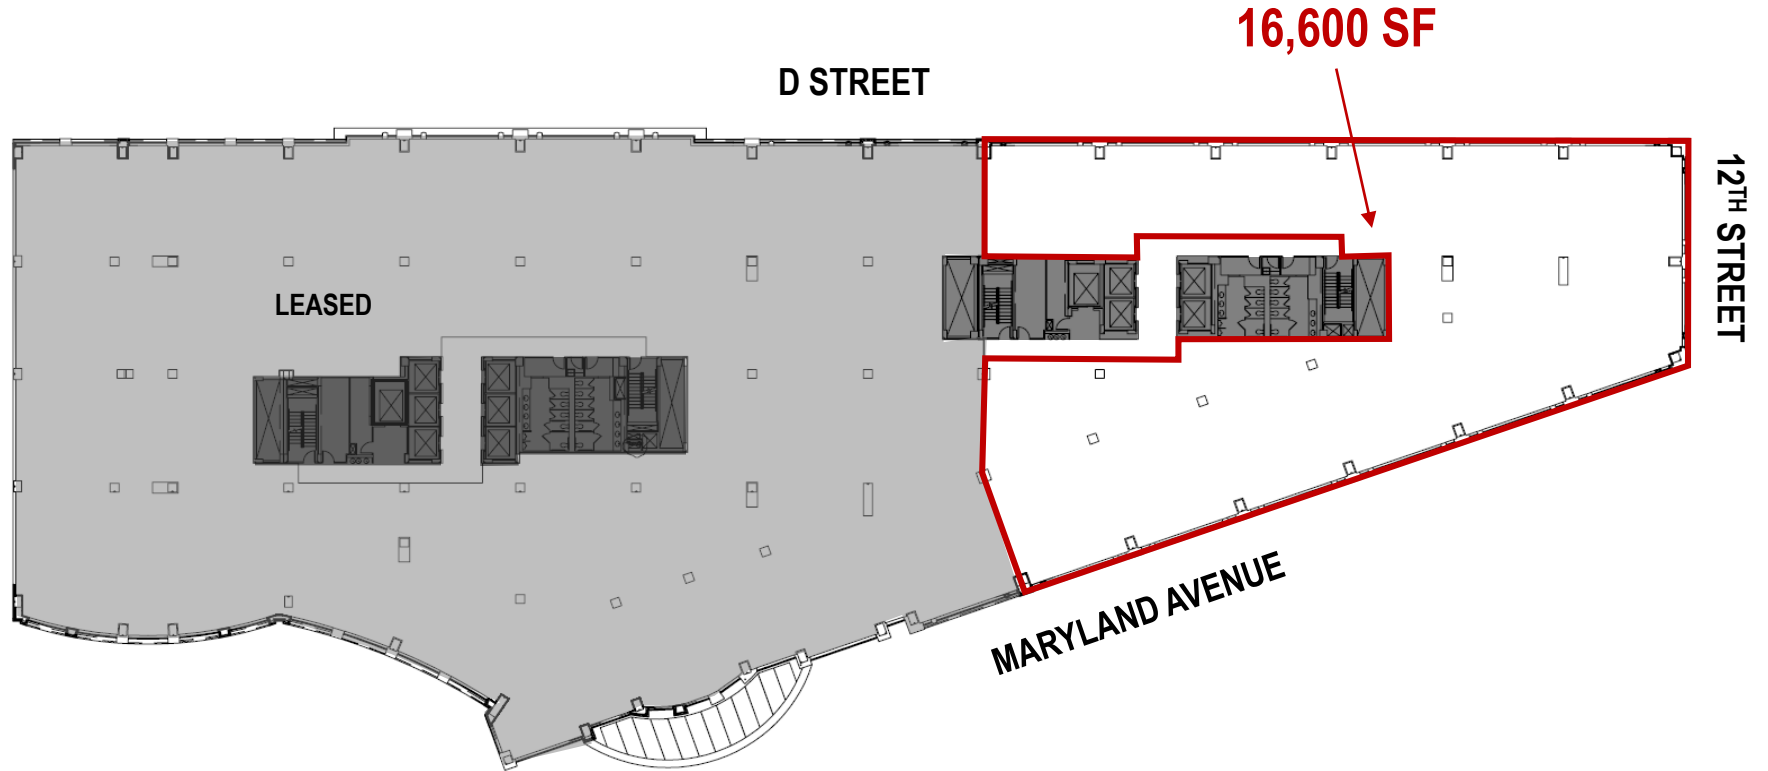 16,600 SF
D STREET
12TH STREET
LEASED
MARYLAND AVENUE